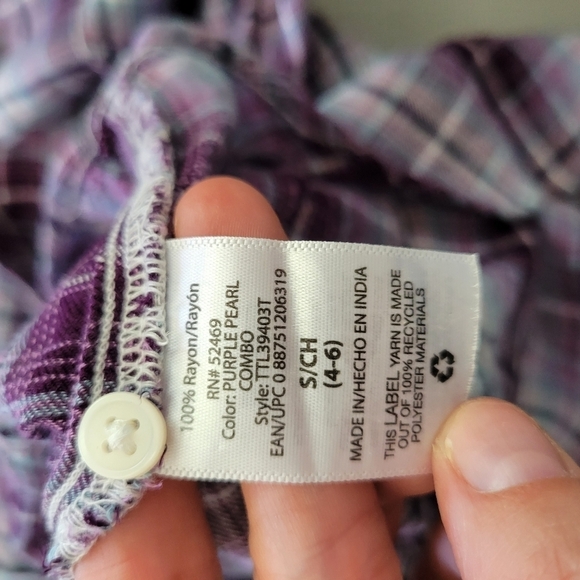 100% Rayon/Rayón
RN# 52469
Color: PURPLE PEARL
COMBO
Style: TTL39403T
EAN/UPC 0 88751206319
S/CH
(4-6)
MADE IN/HECHO EN INDIA
THIS LABEL YARN IS MADE
OUT OF 100% RECYCLED
POLYESTER MATERIALS